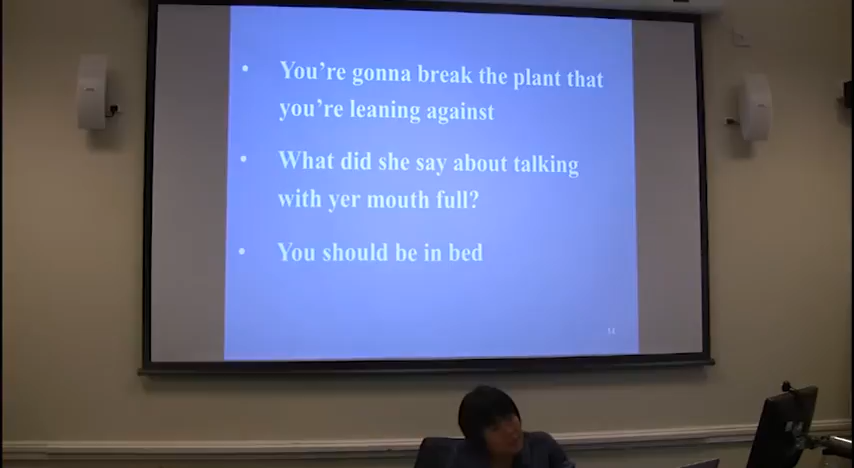 • You're gonna break the plant that
you're leaning against
• What did she say about talking
with yer mouth full?
• You should be in bed